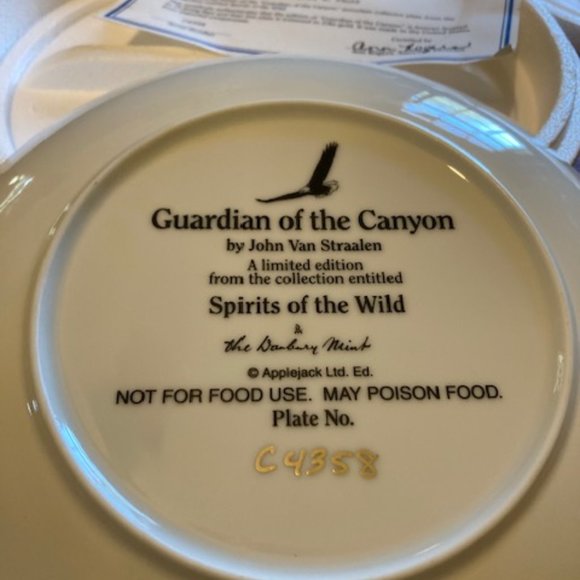 Guardian of the Canyon
by John Van Straalen
A limited edition
from the collection entitled
Spirits of the Wild
&
the Danbury Mint
© Applejack Ltd. Ed.
NOT FOR FOOD USE. MAY POISON FOOD.
Plate No.
C4358